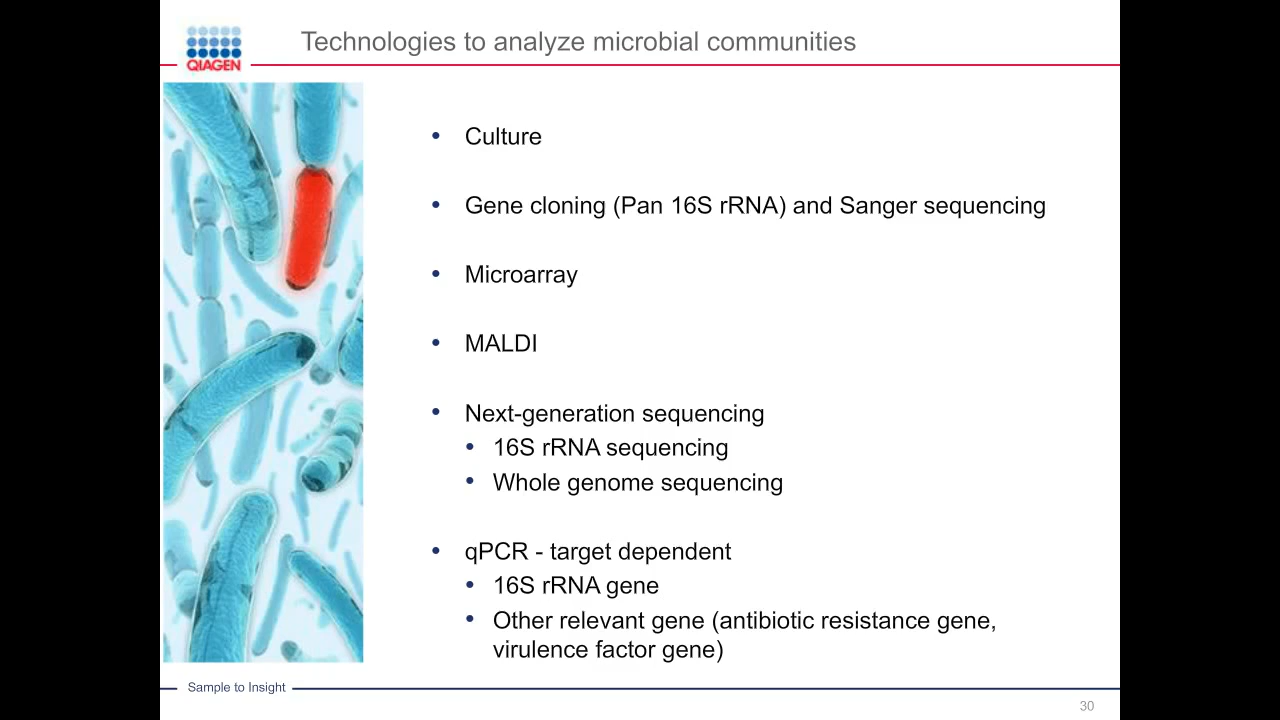 Technologies to analyze microbial communities
QIAGEN
• Culture
• Gene cloning (Pan 16S rRNA) and Sanger sequencing
• Microarray
• MALDI
• Next-generation sequencing
• 16S rRNA sequencing
• Whole genome sequencing
• qPCR - target dependent
• 16S rRNA gene
• Other relevant gene (antibiotic resistance gene,
virulence factor gene)
Sample to Insight
30